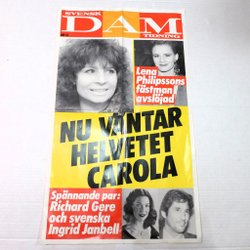 SVENSK
DAM
TIDNING
Lena
Philipssons
fästman
avslöjad
NU VÄNTAR
HELVETET
CAROLA
Spännande par:
Richard Gere
och svenska
Ingrid Janbell